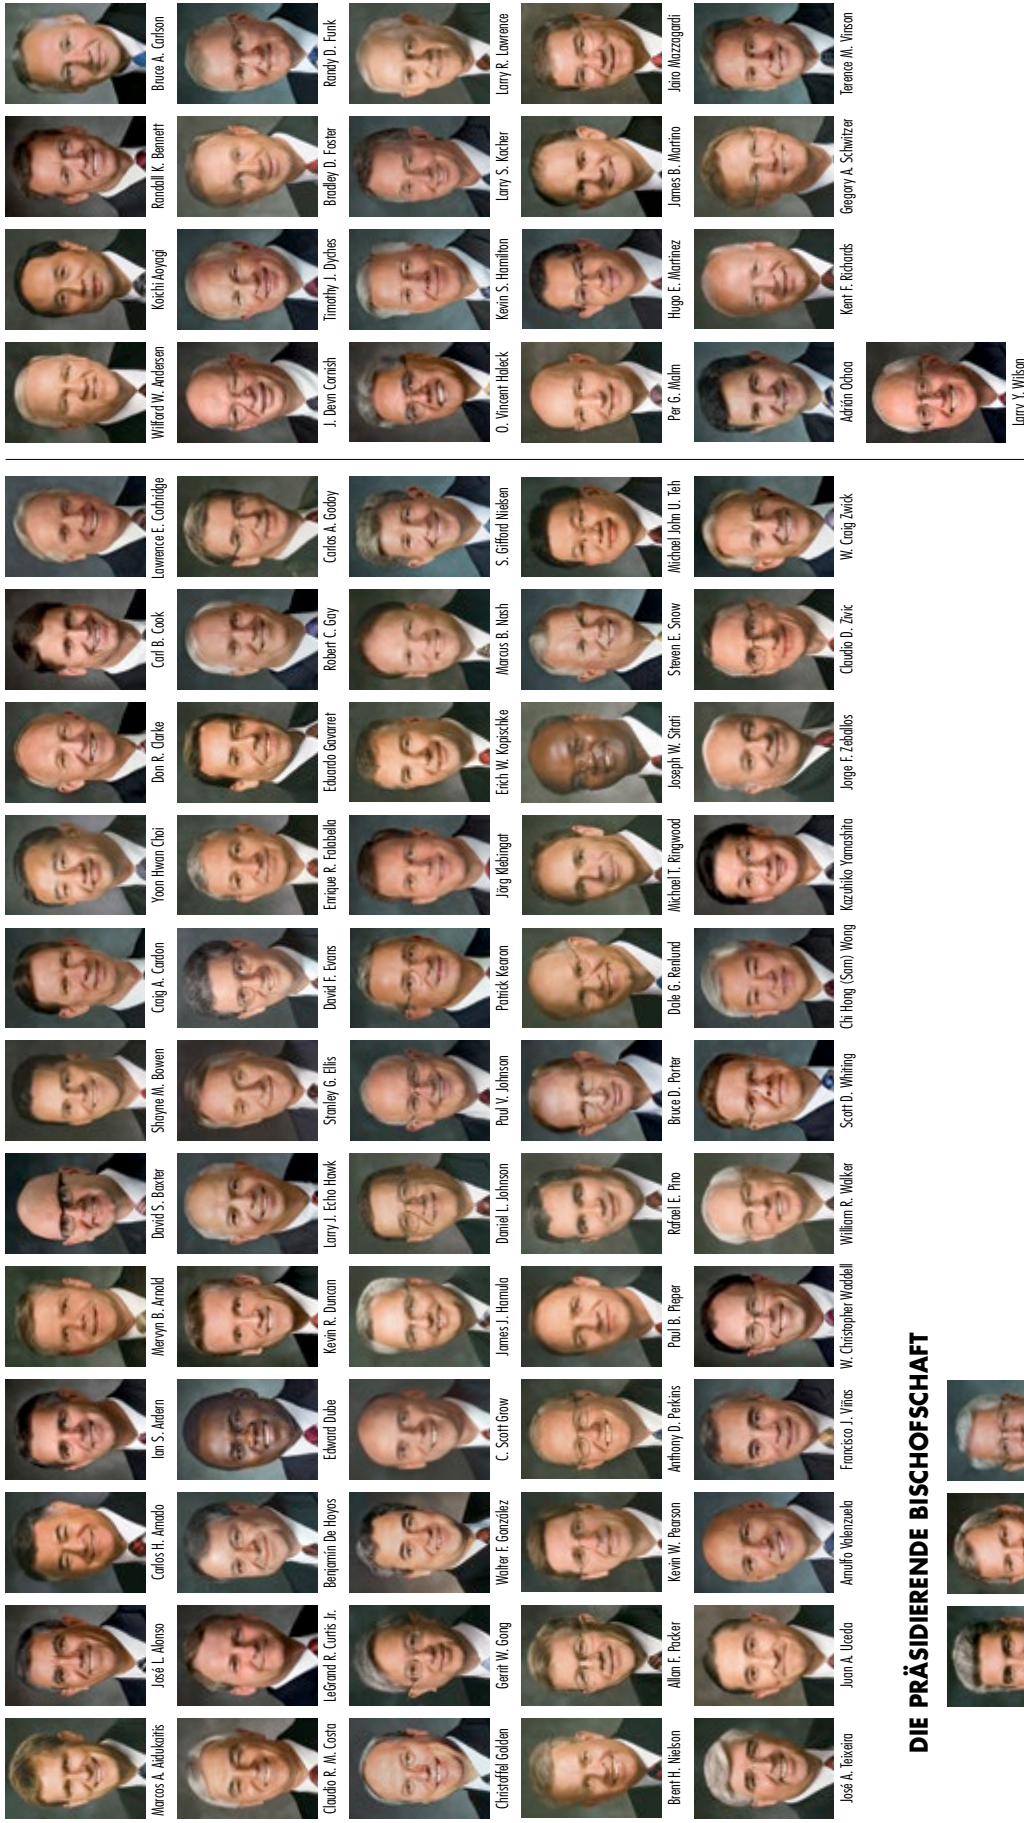 Marcos A. Aidukaitis
José L. Alonso
Carlos H. Amado
Ian S. Ardern
Mervyn B. Arnold
David S. Baxter
Shayne M. Bowen
Craig A. Cardon
Yoon Hwan Choi
Don R. Clarke
Carl B. Cook
Lawrence E. Corbridge
Wilford W. Andersen
Koichi Aoyagi
Randall K. Bennett
Bruce A. Carlson
Claudio R. M. Costa
LeGrand R. Curtis Jr.
Benjamín De Hoyos
Edward Dube
Kevin R. Duncan
Larry J. Echo Hawk
Stanley G. Ellis
David F. Evans
Enrique R. Falabella
Eduardo Gavarret
Robert C. Gay
Carlos A. Godoy
J. Devn Cornish
Timothy J. Dyches
Bradley D. Foster
Randy D. Funk
Christoffel Golden
Gerrit W. Gong
Walter F. González
C. Scott Grow
James J. Hamula
Daniel L. Johnson
Paul V. Johnson
Patrick Kearon
Jörg Klebingat
Erich W. Kopischke
Marcus B. Nash
S. Gifford Nielsen
O. Vincent Haleck
Kevin S. Hamilton
Larry S. Kacher
Larry R. Lawrence
Brent H. Nielson
Allan F. Packer
Kevin W. Pearson
Anthony D. Perkins
Paul B. Pieper
Rafael E. Pino
Bruce D. Porter
Dale G. Renlund
Michael T. Ringwood
Joseph W. Sitati
Steven E. Snow
Michael John U. Teh
Per G. Malm
Hugo E. Martinez
James B. Martino
Jairo Mazzagardi
José A. Teixeira
Juan A. Uceda
Arnulfo Valenzuela
Francisco J. Viñas
W. Christopher Waddell
William R. Walker
Scott D. Whiting
Chi Hong (Sam) Wong
Kazuhiko Yamashita
Jorge F. Zeballos
Claudio D. Zivic
W. Craig Zwick
Adrián Ochoa
Kent F. Richards
Gregory A. Schwitzer
Terence M. Vinson
DIE PRÄSIDIERENDE BISCHOFSCHAFT
Larry Y. Wilson